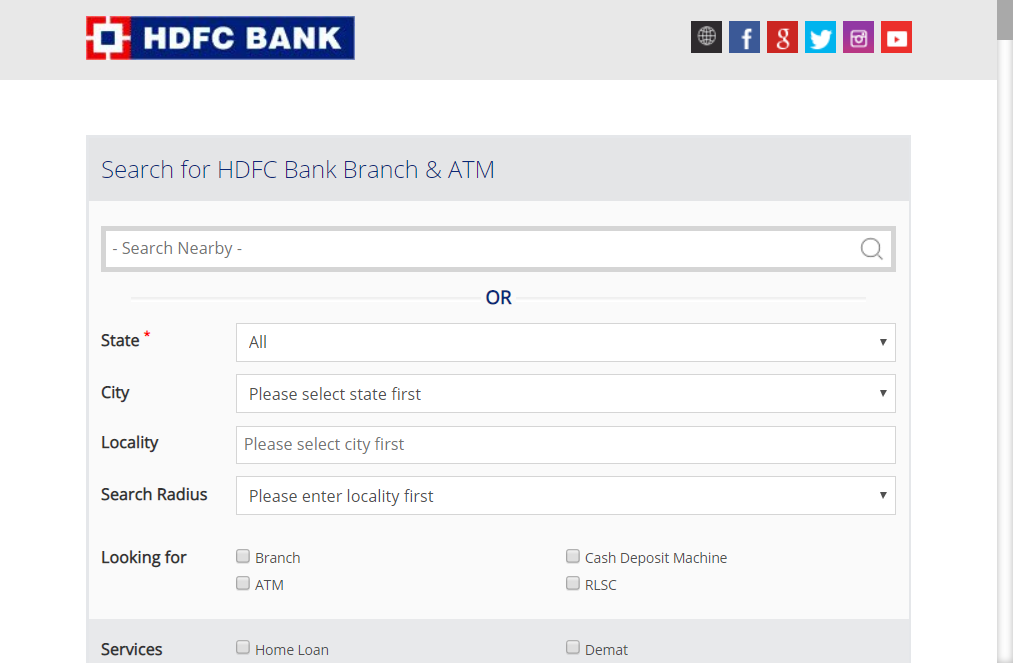 HDFC BANK
Search for HDFC Bank Branch & ATM
- Search Nearby -
OR
State *
All
City
Please select state first
Locality
Please select city first
Search Radius
Please enter locality first
Looking for
Branch
Cash Deposit Machine
ATM
RLSC
Services
Home Loan
Demat